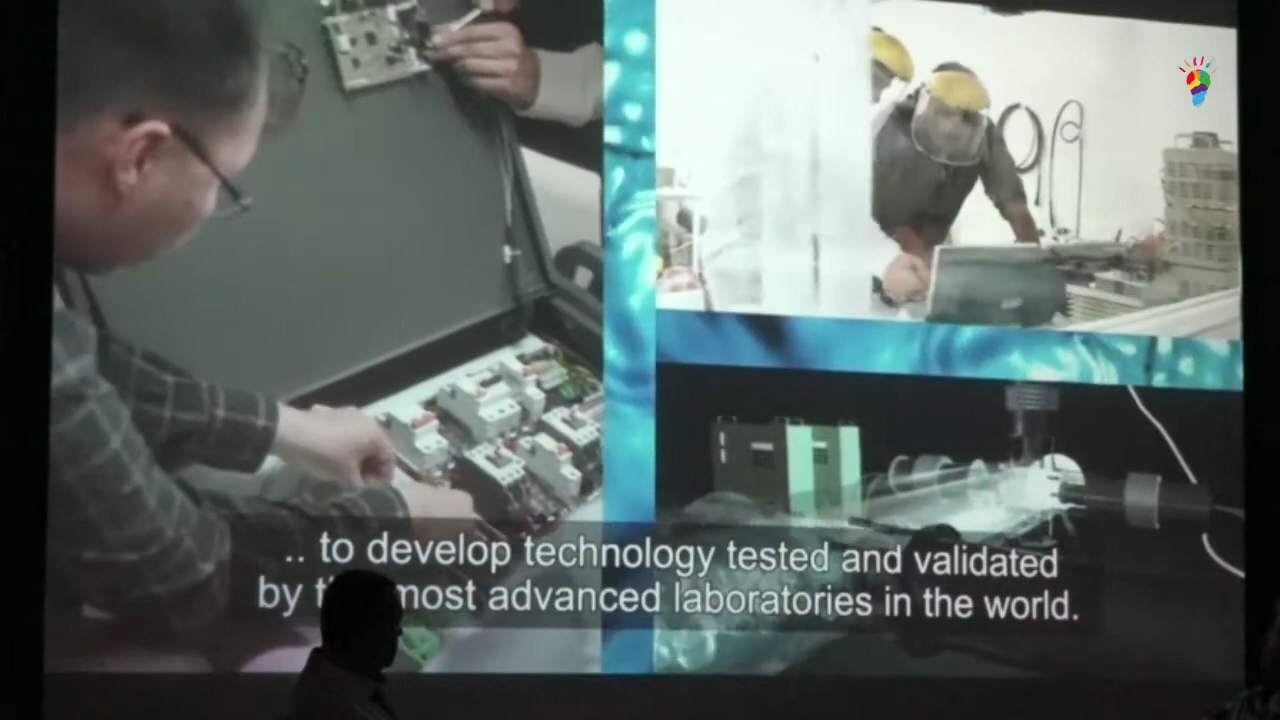 .. to develop technology tested and validated
by most advanced laboratories in the world.